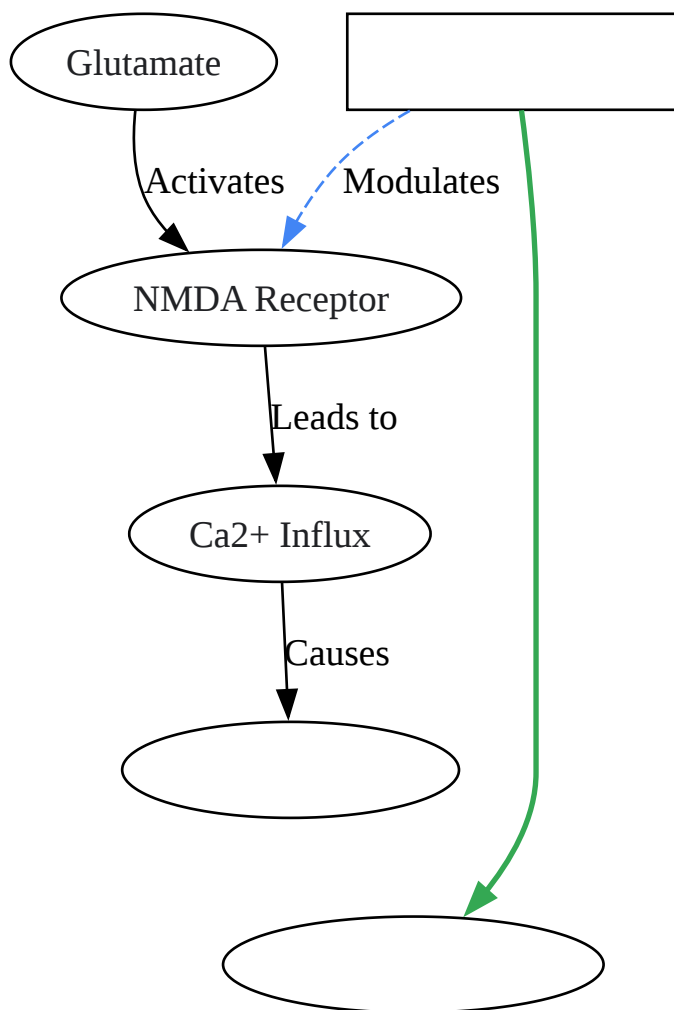 Glutamate
Activates
Modulates
NMDA Receptor
Leads to
Ca2+ Influx
Causes